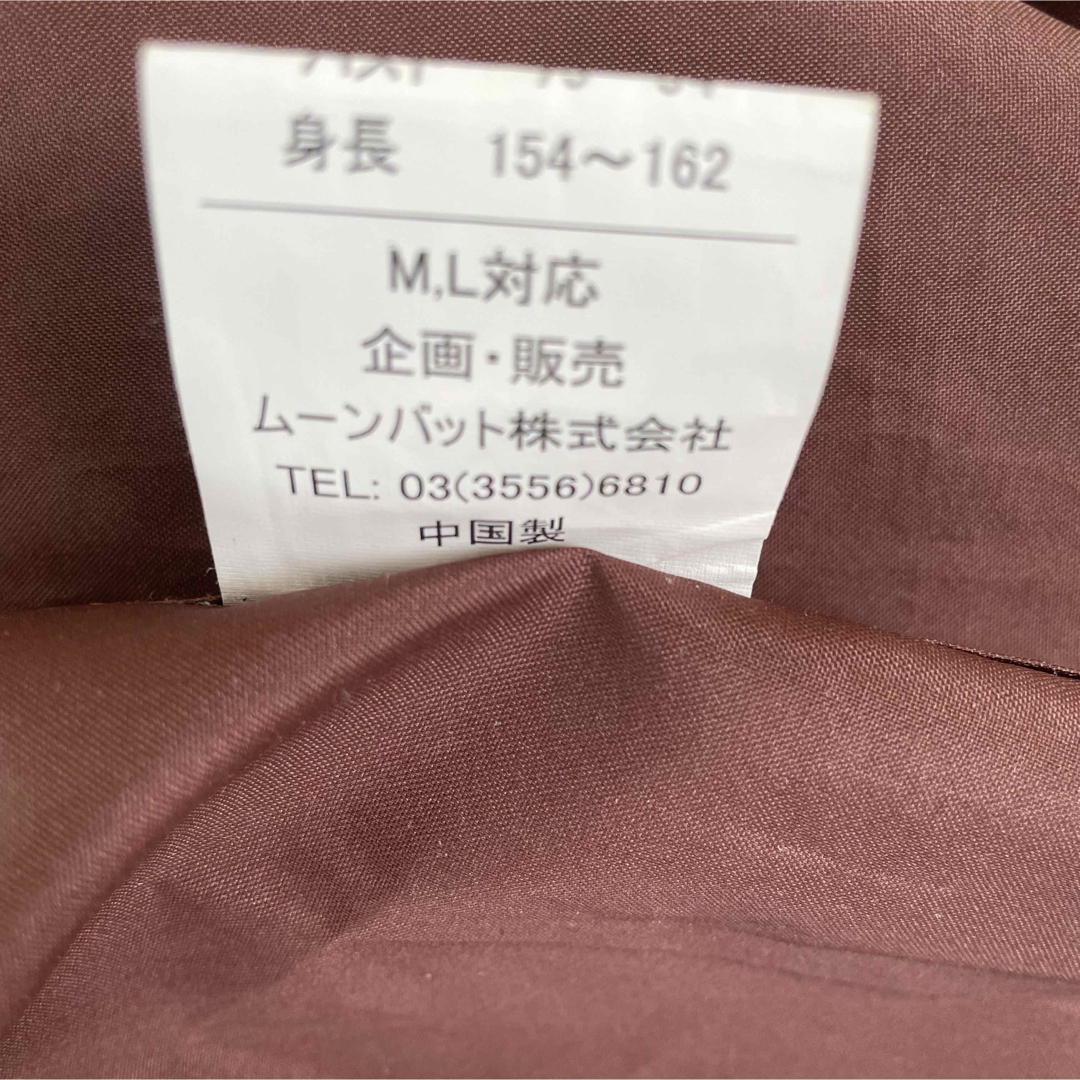 身長 154～162
M,L対応
企画・販売
ムーンバット株式会社
TEL: 03(3556)6810
中国製